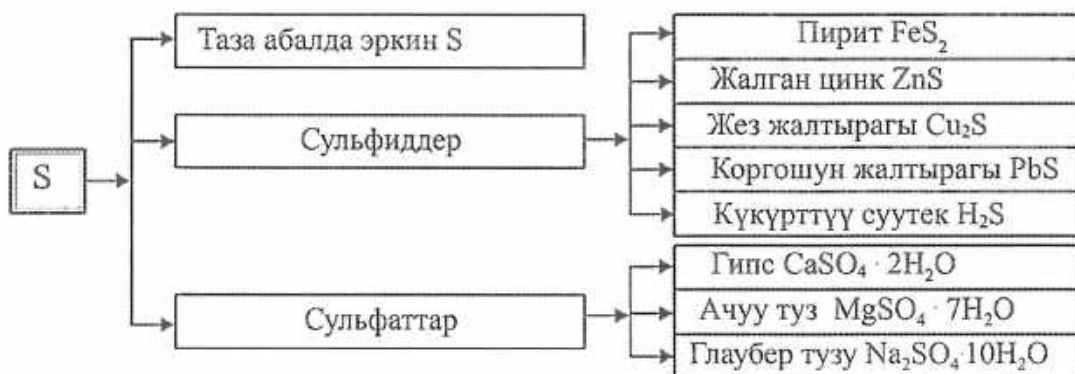 S
Таза абалда эркин S
Сульфиддер
Пирит FeS₂
Жалган цинк ZnS
Жез жалтырагы Cu₂S
Коргошун жалтырагы PbS
Күкүрттүү суутек H₂S
Сульфаттар
Гипс CaSO₄ · 2H₂O
Ачуу туз MgSO₄ · 7H₂O
Глаубер тузу Na₂SO₄·10H₂O